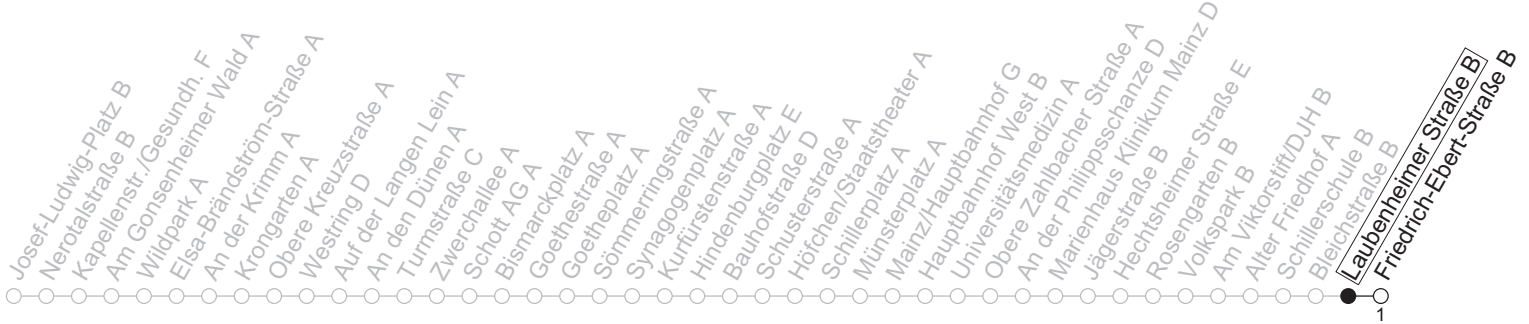 Josef-Ludwig-Platz B
Nerotalstraße B
Kapellenstr./Gesundh. F
Am Gonsenheimer Wald A
Wildpark A
Elsa-Brandström-Straße A
An der Krimm A
Krongarten A
Obere Kreuzstraße A
Westring D
Auf der Langen Lein A
An den Dünen A
Turmstraße C
Zwerchallee A
Schott AG A
Bismarckplatz A
Goethestraße A
Goetheplatz A
Sömmerringstraße A
Synagogenplatz A
Kurfürstenstraße A
Hindenburgplatz E
Bauhofstraße D
Schusterstraße A
Höfchen/Staatstheater A
Schillerplatz A
Münsterplatz A
Mainz/Hauptbahnhof G
Hauptbahnhof West B
Universitätsmedizin A
Obere Zahlbacher Straße A
An der Philippsschanze D
Marienhaus Klinikum Mainz D
Jägerstraße B
Hechtsheimer Straße E
Rosengarten B
Volkspark B
Am Viktorstift/DJH B
Alter Friedhof A
Schillerschule B
Bleichstraße B
Laubenheimer Straße B
Friedrich-Ebert-Straße B
1